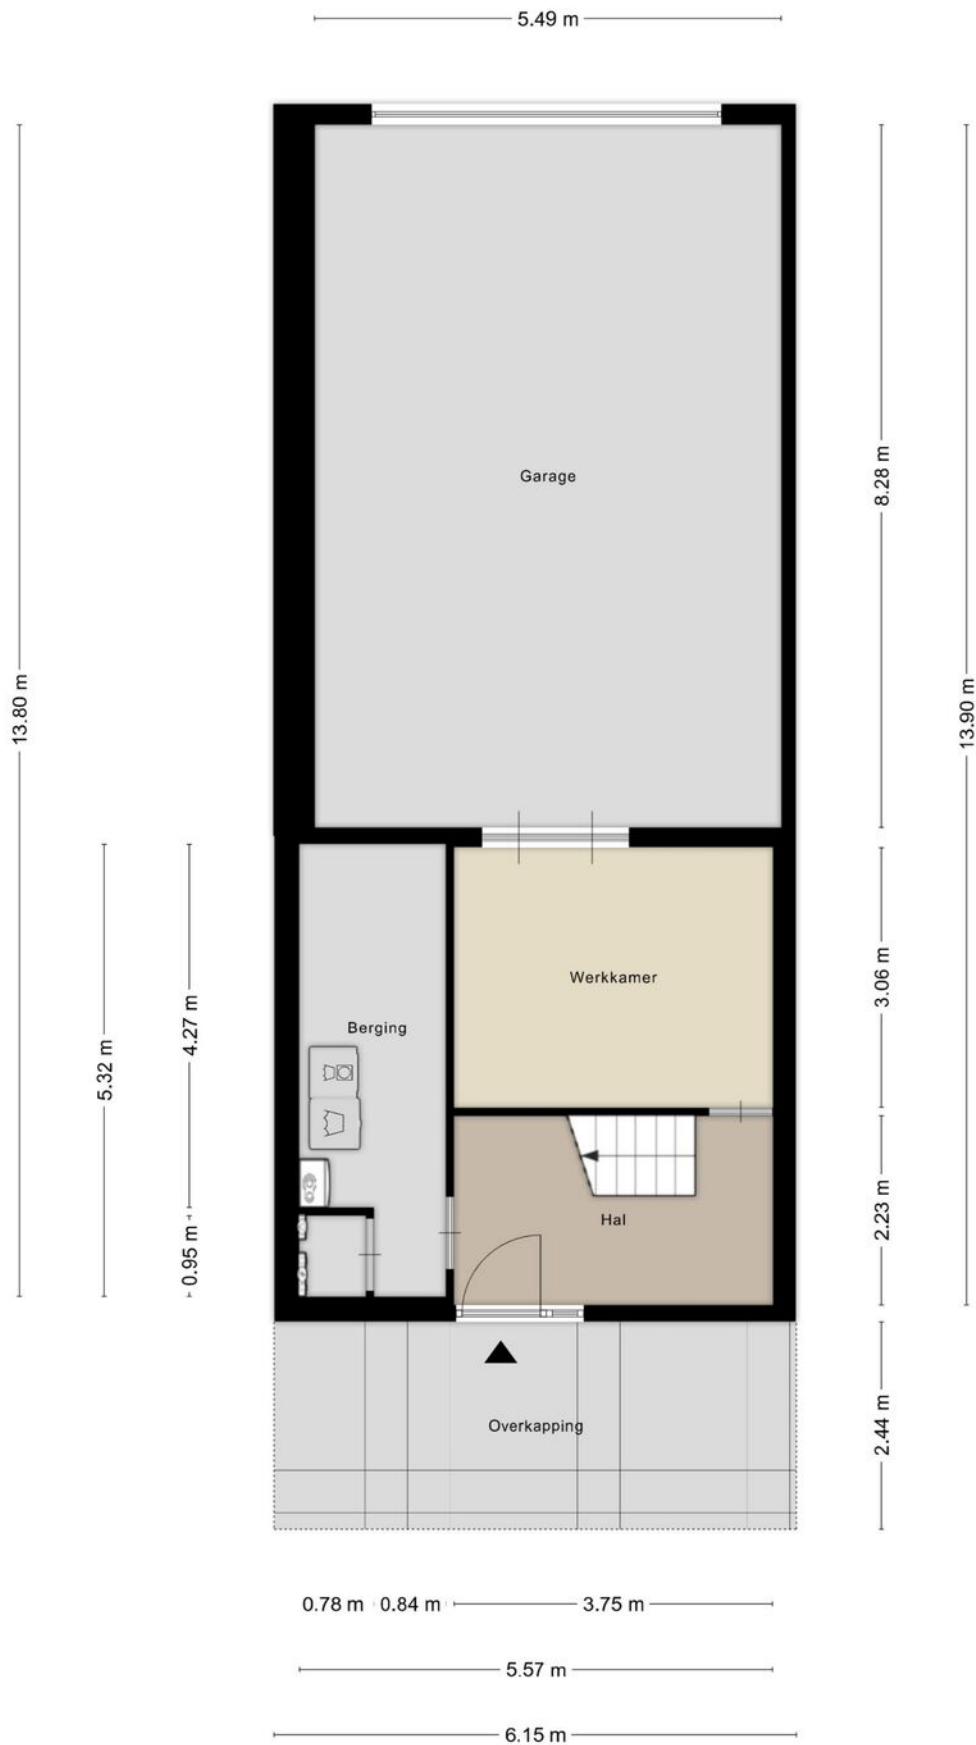 5.49 m
Garage
8.28 m
13.80 m
13.90 m
Werkkamer
3.06 m
Berging
4.27 m
5.32 m
Hal
2.23 m
0.95 m
Overkapping
2.44 m
0.78 m 0.84 m 3.75 m
5.57 m
6.15 m